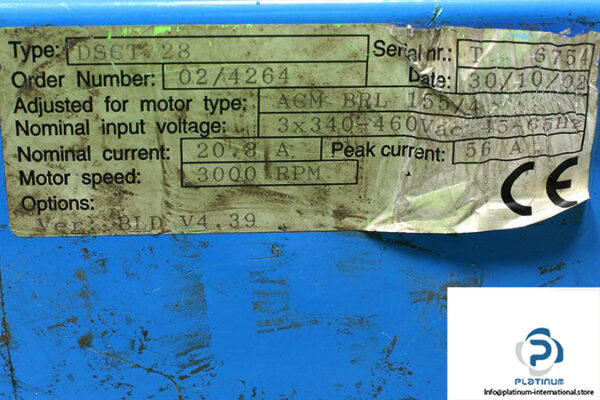 Type: DSCT 28 Serial nr.: T 6754
Order Number: 02/4264 Date: 30/10/02
Adjusted for motor type: ACM BRL 155/4
Nominal input voltage: 3x340-460Vac 45-65Hz
Nominal current: 20.8 A Peak current: 56 A
Motor speed: 3000 RPM
Options:
Ver: BLD V4.39
CE
P
PLATINUM
info@platinum-international.store